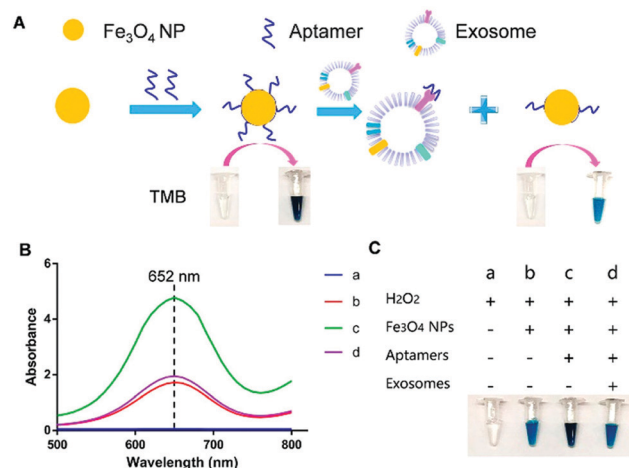 A
Fe₃O₄ NP
Aptamer
Exosome
TMB
B
652 nm
Absorbance
6
4
2
0
500
600
700
800
Wavelength (nm)
a
b
c
d
C
a b c d
H2O2 + + + +
Fe3O4 NPs - + + +
Aptamers - - + +
Exosomes - - - +